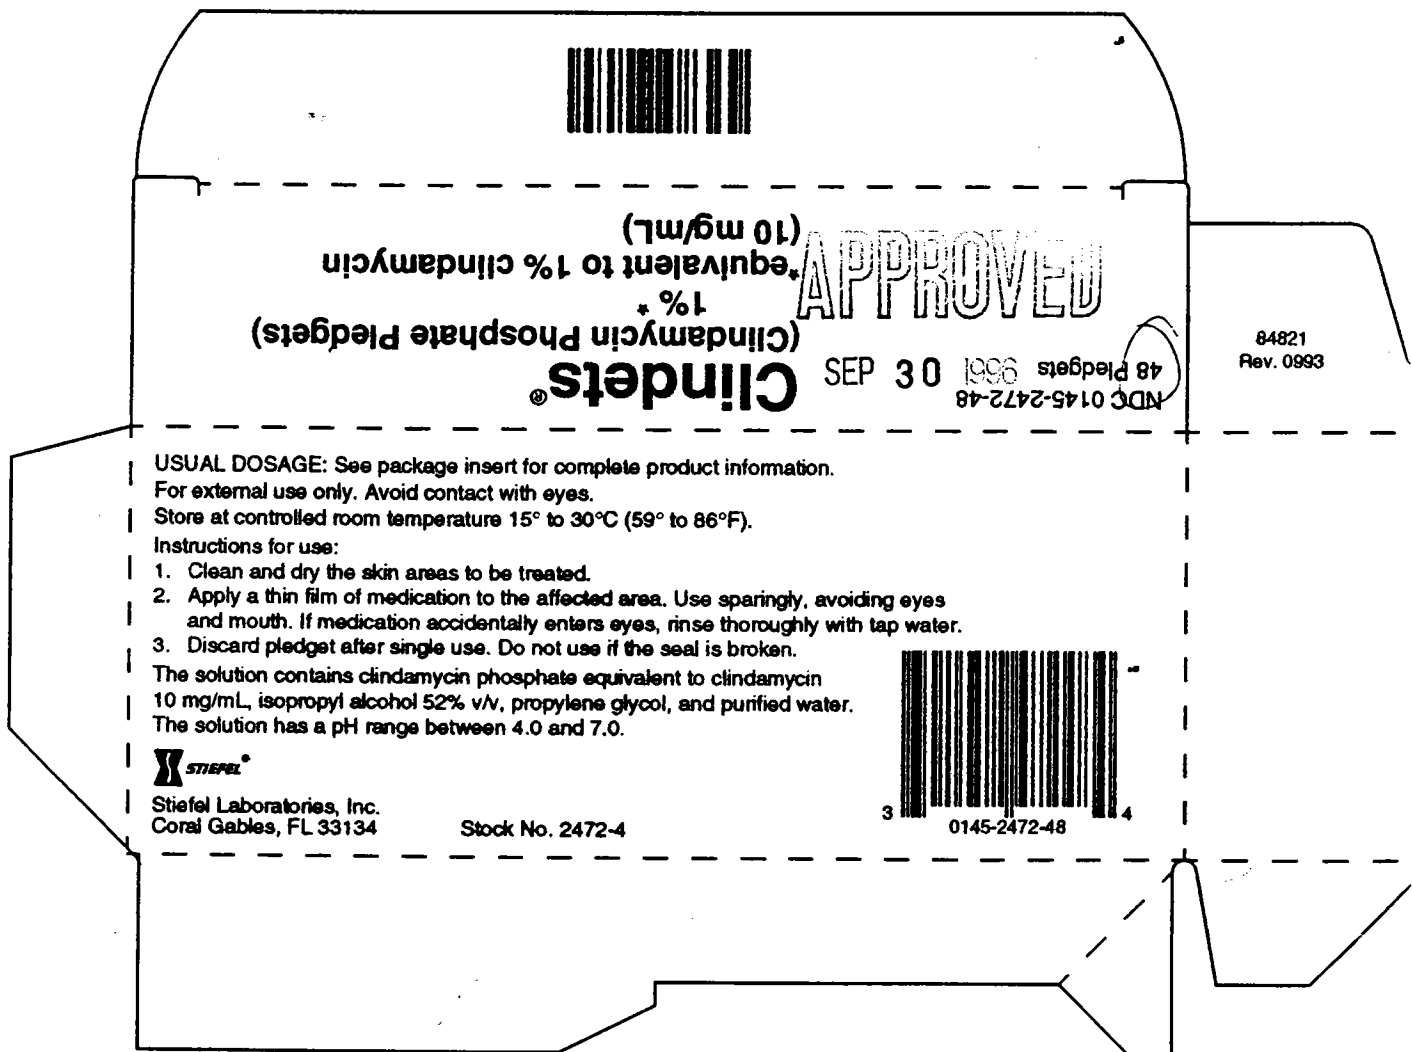 NDC 0145-2472-48
48 Pledgets
Clindets®
(Clindamycin Phosphate Pledgets)
1% *
*equivalent to 1% clindamycin
(10 mg/mL)
APPROVED
SEP 30 1996
84821
Rev. 0993
USUAL DOSAGE: See package insert for complete product information.
For external use only. Avoid contact with eyes.
Store at controlled room temperature 15° to 30°C (59° to 86°F).
Instructions for use:
1. Clean and dry the skin areas to be treated.
2. Apply a thin film of medication to the affected area. Use sparingly, avoiding eyes
and mouth. If medication accidentally enters eyes, rinse thoroughly with tap water.
3. Discard pledget after single use. Do not use if the seal is broken.
The solution contains clindamycin phosphate equivalent to clindamycin
10 mg/mL, isopropyl alcohol 52% v/v, propylene glycol, and purified water.
The solution has a pH range between 4.0 and 7.0.
STIEFEL®
Stiefel Laboratories, Inc.
Coral Gables, FL 33134 Stock No. 2472-4
3 0145-2472-48 4